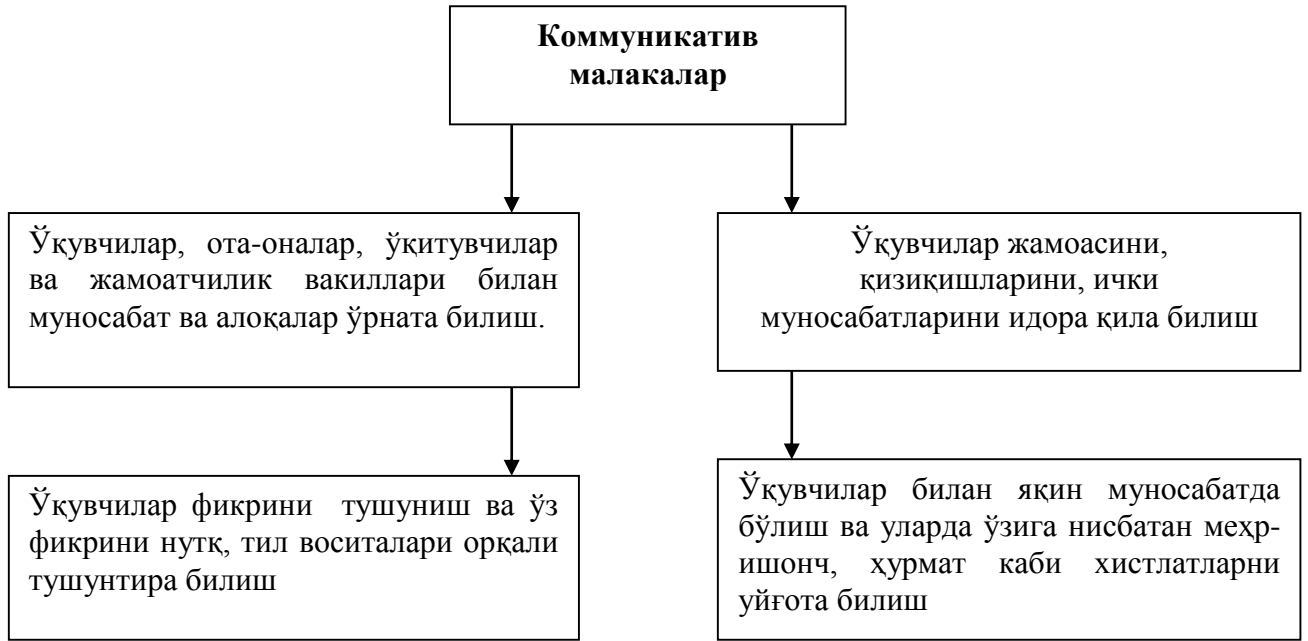 Коммуникатив
малакалар
Ўқувчилар, ота-оналар, ўқитувчилар
ва жамоатчилик вакиллари билан
муносабат ва алоқалар ўрната билиш.
Ўқувчилар жамоасини,
қизиқишларини, ички
муносабатларини идора қила билиш
Ўқувчилар фикрини тушуниш ва ўз
фикрини нутқ, тил воситалари орқали
тушунтира билиш
Ўқувчилар билан яқин муносабатда
бўлиш ва уларда ўзига нисбатан меҳр-
ишонч, ҳурмат каби хистлатларни
уйғота билиш